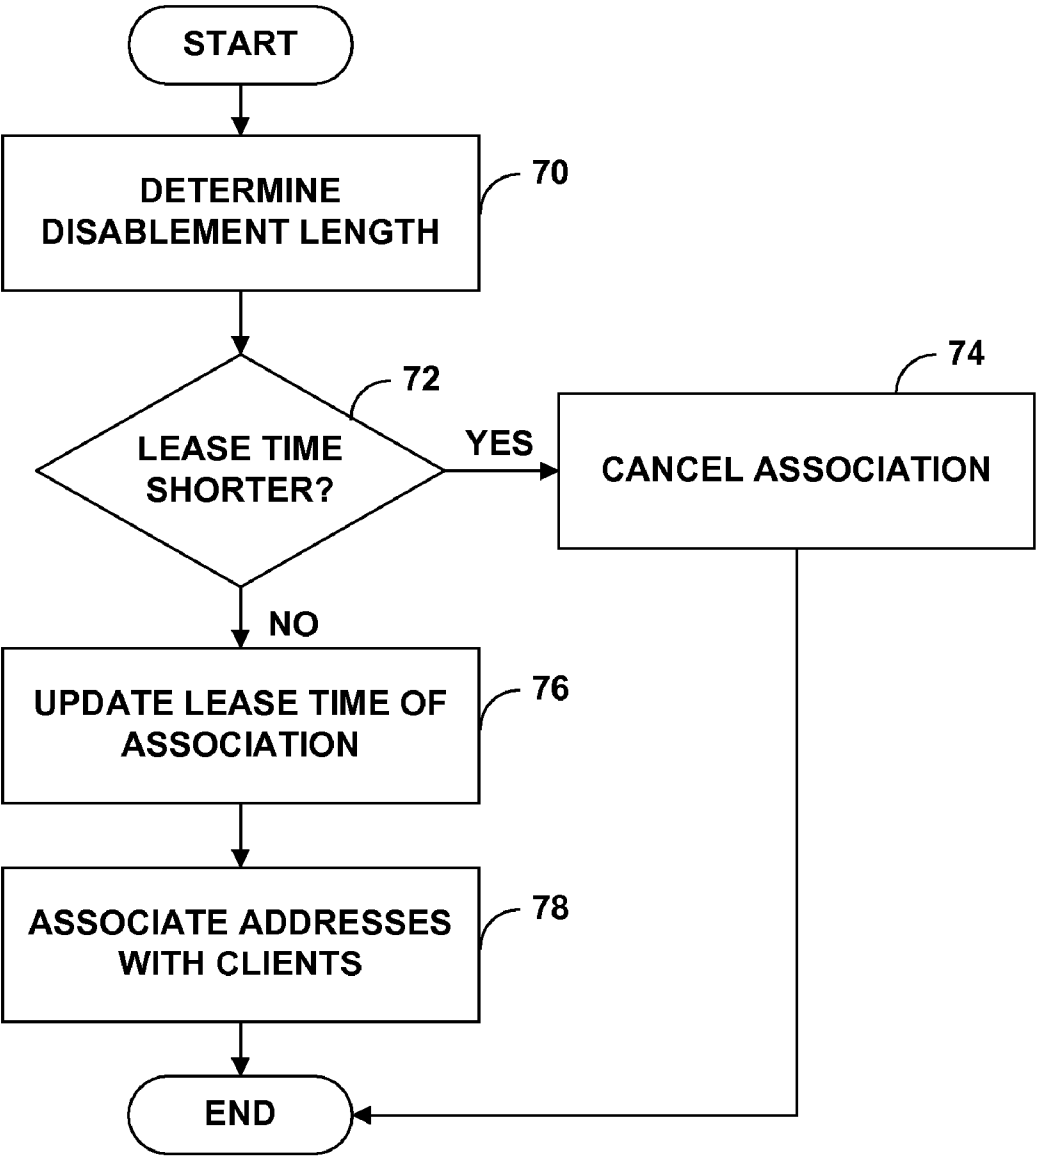 START
DETERMINE
DISABLEMENT LENGTH
70
LEASE TIME
SHORTER?
72
YES
CANCEL ASSOCIATION
74
NO
UPDATE LEASE TIME OF
ASSOCIATION
76
ASSOCIATE ADDRESSES
WITH CLIENTS
78
END